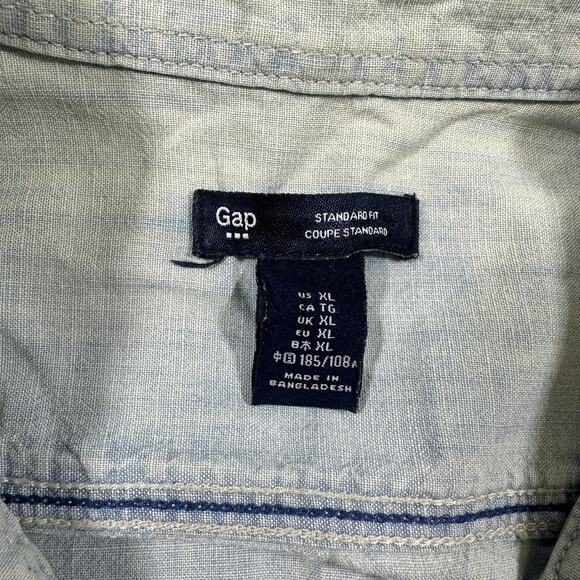 Gap
STANDARD FIT
COUPE STANDARD
US XL
CA TG
UK XL
EU XL
日本 XL
中国 185/108A
MADE IN
BANGLADESH